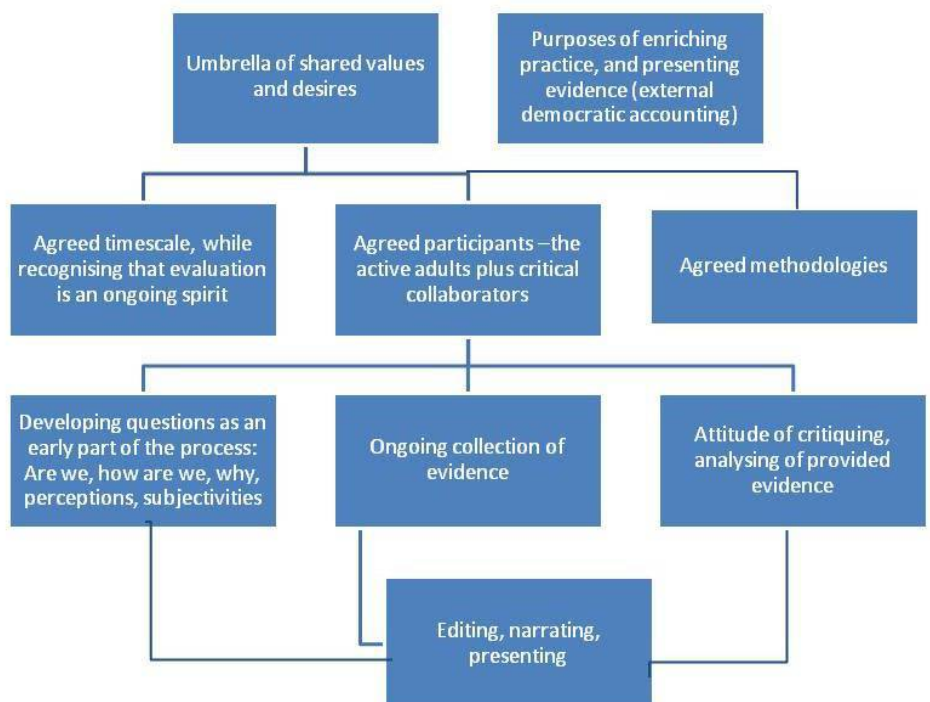 Umbrella of shared values
and desires
Purposes of enriching
practice, and presenting
evidence (external
democratic accounting)
Agreed timescale, while
recognising that evaluation
is an ongoing spirit
Agreed participants –the
active adults plus critical
collaborators
Agreed methodologies
Developing questions as an
early part of the process:
Are we, how are we, why,
perceptions, subjectivities
Ongoing collection of
evidence
Attitude of critiquing,
analysing of provided
evidence
Editing, narrating,
presenting